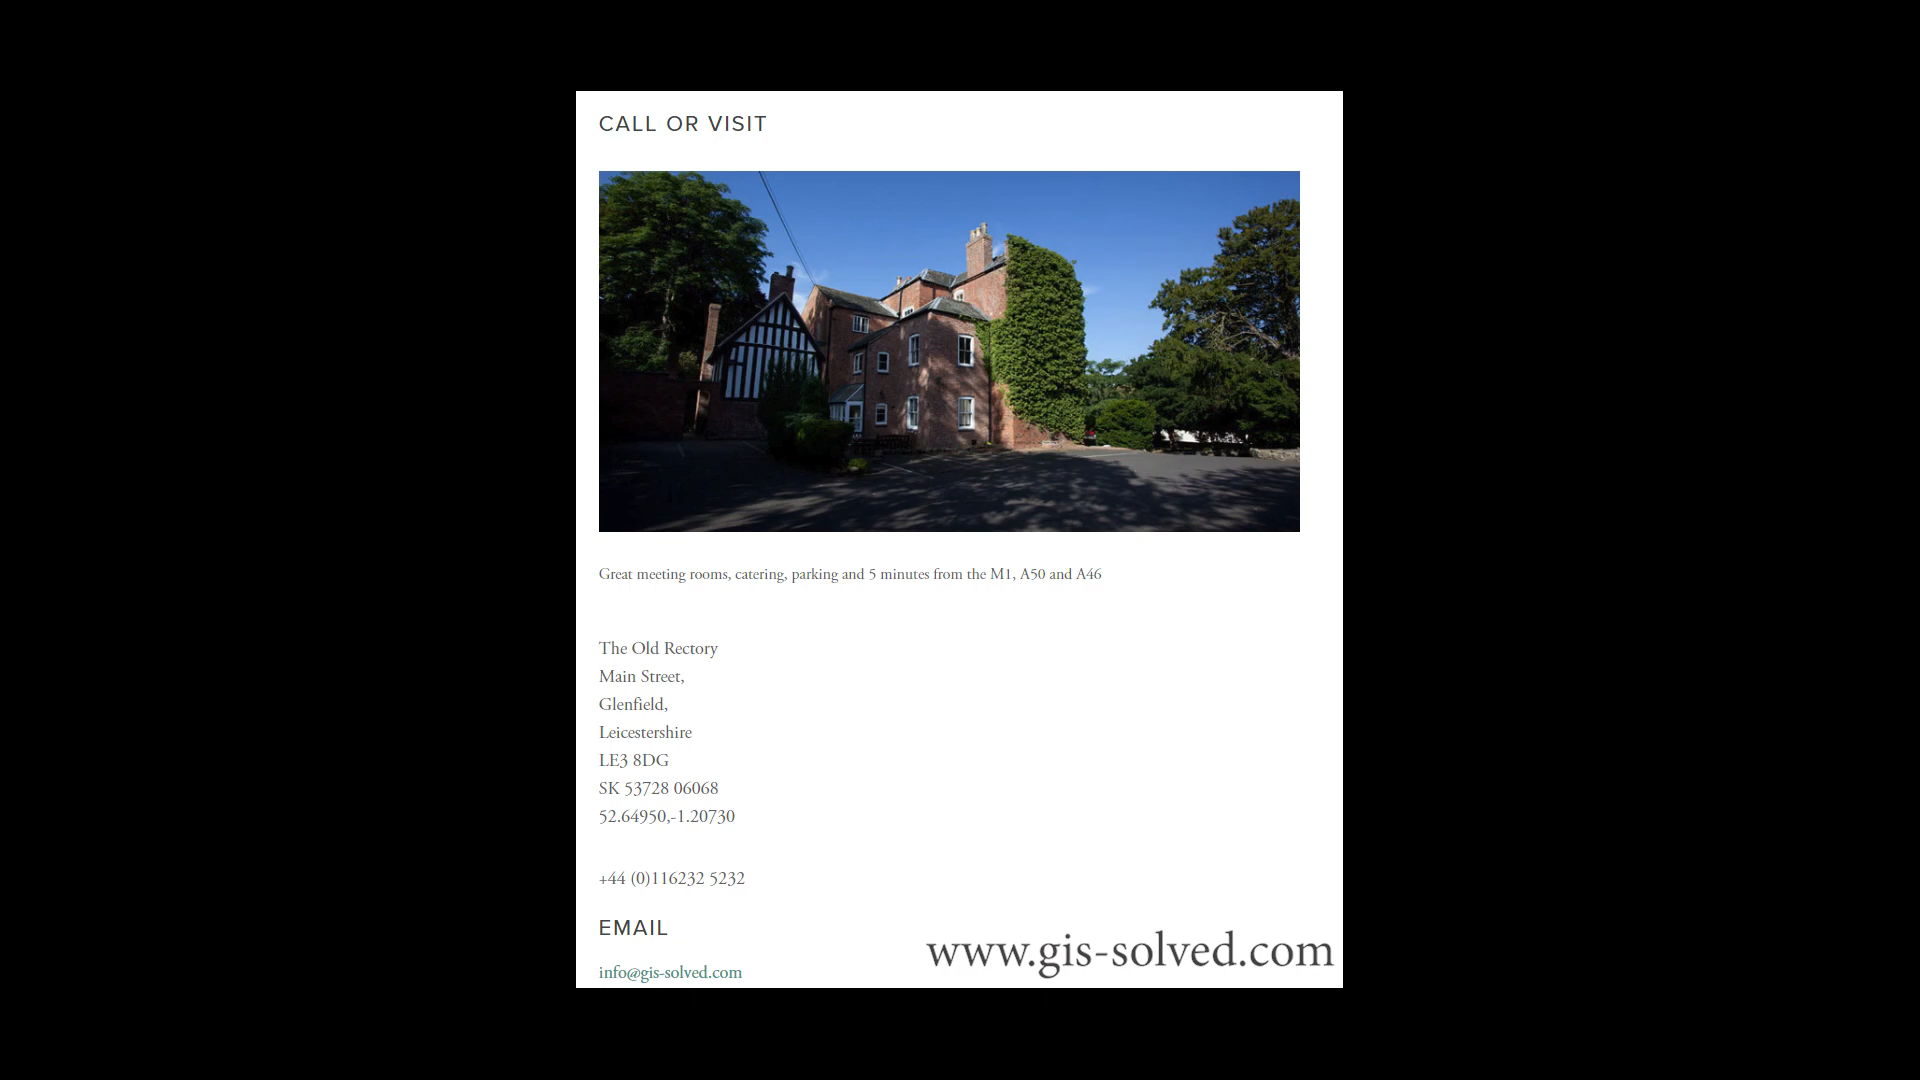 CALL OR VISIT
Great meeting rooms, catering, parking and 5 minutes from the M1, A50 and A46
The Old Rectory
Main Street,
Glenfield,
Leicestershire
LE3 8DG
SK 53728 06068
52.64950,-1.20730
+44 (0)116232 5232
EMAIL
info@gis-solved.com
www.gis-solved.com